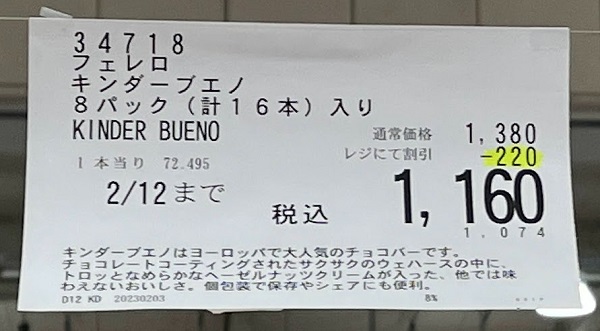 34718
フェレロ
キンダーブエノ
8パック(計16本)入り
KINDER BUENO
通常価格 1,380
1本当り 72.495
レジにて割引 -220
2/12まで
税込 1,160
1,074
キンダーブエノはヨーロッパで大人気のチョコバーです。
チョコレートコーティングされたサクサクのウェハースの中に、
トロッとなめらかなヘーゼルナッツクリームが入った、他では味
わえないおいしさ。個包装で保存やシェアにも便利。
D12 KD 20230203 8%